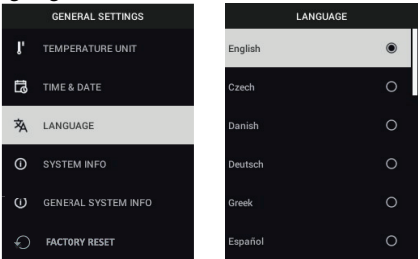 GENERAL SETTINGS
TEMPERATURE UNIT
TIME & DATE
LANGUAGE
SYSTEM INFO
GENERAL SYSTEM INFO
FACTORY RESET
LANGUAGE
English
Czech
Danish
Deutsch
Greek
Español